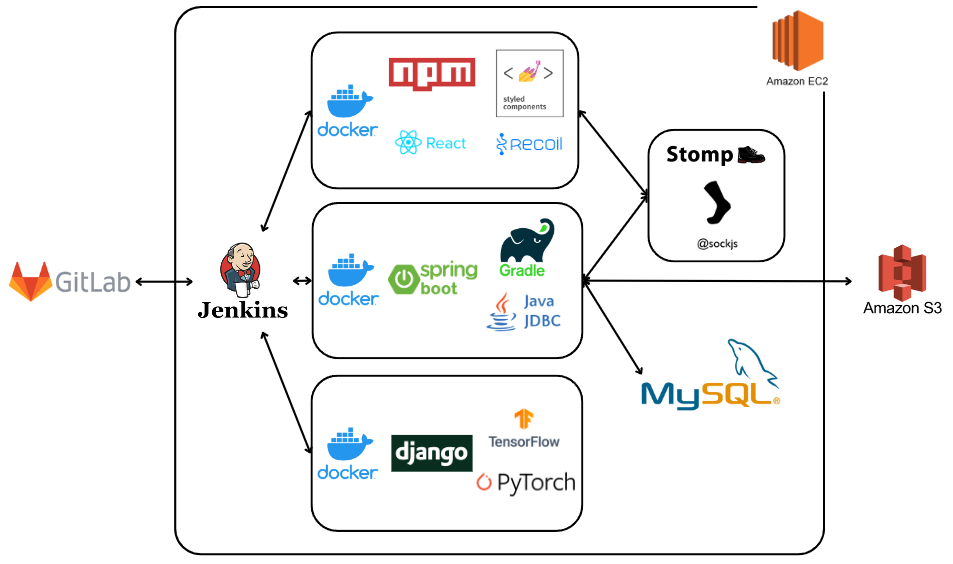 Amazon EC2
npm
styled
components
docker
React
RECOIL
Stomp
@sockjs
GitLab
Jenkins
docker
spring
boot
Gradle
Java
JDBC
Amazon S3
MySQL®
docker
django
TensorFlow
PyTorch